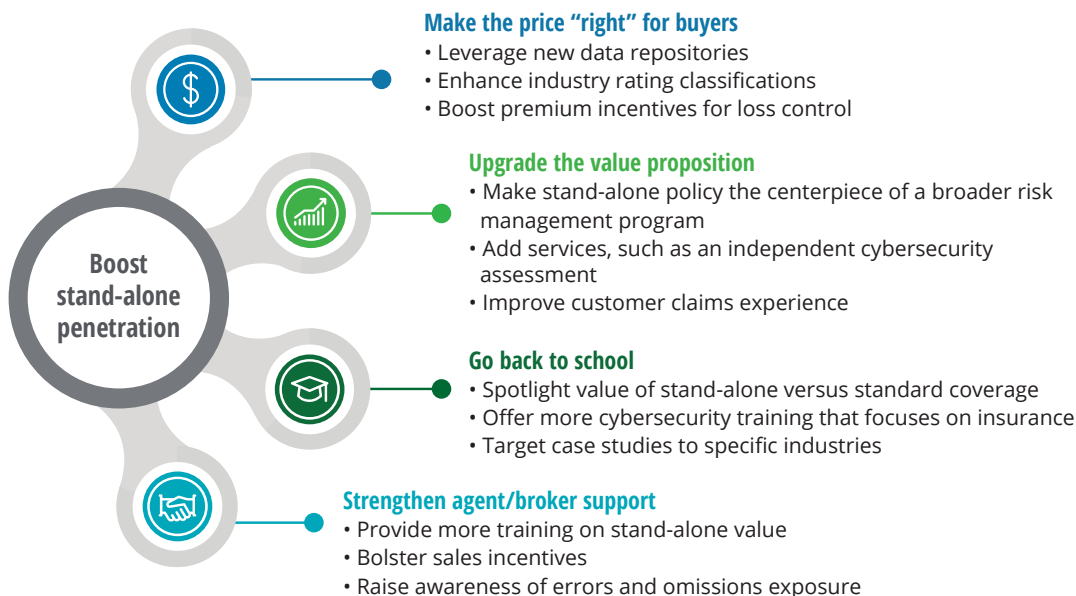 Make the price “right” for buyers
• Leverage new data repositories
• Enhance industry rating classifications
• Boost premium incentives for loss control
Upgrade the value proposition
• Make stand-alone policy the centerpiece of a broader risk
management program
• Add services, such as an independent cybersecurity
assessment
• Improve customer claims experience
Boost
stand-alone
penetration
Go back to school
• Spotlight value of stand-alone versus standard coverage
• Offer more cybersecurity training that focuses on insurance
• Target case studies to specific industries
Strengthen agent/broker support
• Provide more training on stand-alone value
• Bolster sales incentives
• Raise awareness of errors and omissions exposure